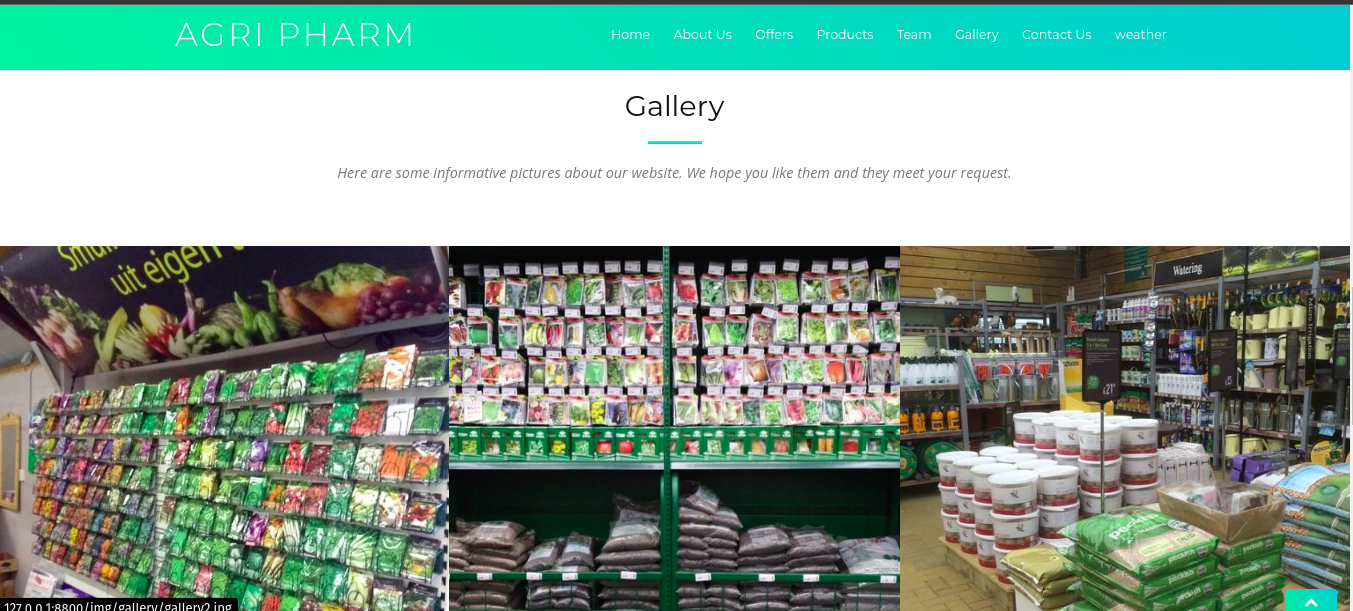 AGRI PHARM
Home About Us Offers Products Team Gallery Contact Us weather
Gallery
Here are some informative pictures about our website. We hope you like them and they meet your request.
uit eigen
Watering
£21
127.0.0.1:8800/img/gallery/gallery2.jpg